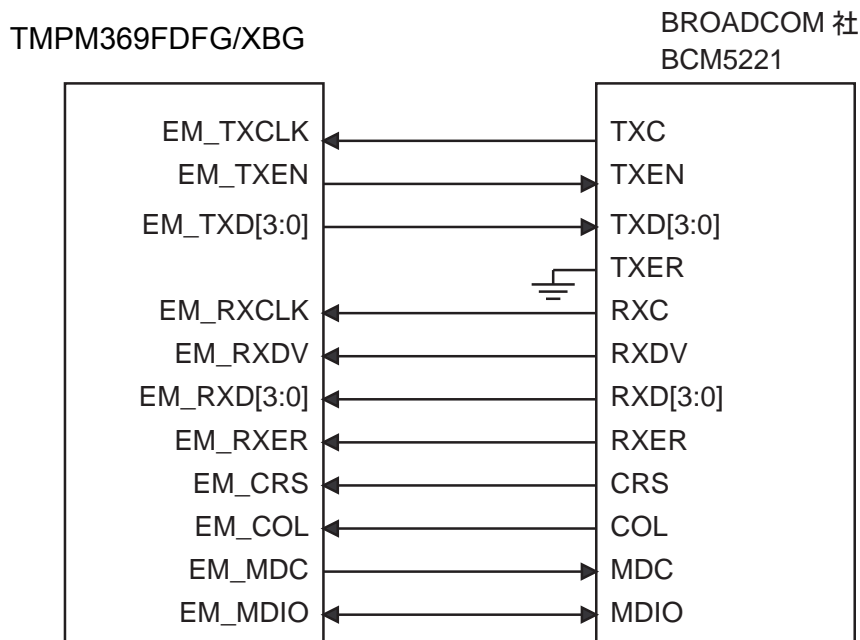 TMPM369FDFG/XBG
BROADCOM 社
BCM5221
EM_TXCLK TXC
EM_TXEN TXEN
EM_TXD[3:0] TXD[3:0]
TXER
EM_RXCLK RXC
EM_RXDV RXDV
EM_RXD[3:0] RXD[3:0]
EM_RXER RXER
EM_CRS CRS
EM_COL COL
EM_MDC MDC
EM_MDIO MDIO